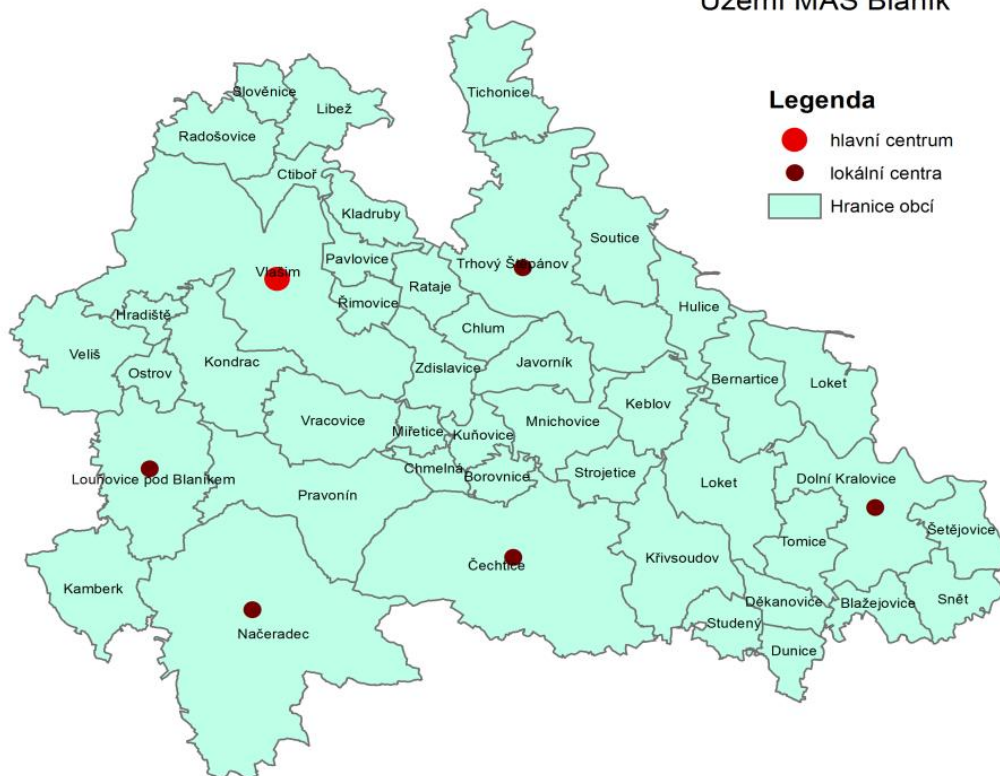 Území MAS Blaník
Legenda
hlavní centrum
lokální centra
Hranice obcí
Slověnice
Libež
Tichonice
Radošovice
Ctiboř
Kladruby
Soutice
Vlašim
Pavlovice
Trhový Štěpánov
Rataje
Římovice
Hulice
Hradiště
Chlum
Veliš
Ostrov
Kondrac
Zdislavice
Javorník
Bernartice
Loket
Keblov
Vracovice
Miřetice
Kuňovice
Mnichovice
Louňovice pod Blaníkem
Chmelná
Borovnice
Strojetice
Loket
Dolní Kralovice
Pravonín
Šetějovice
Tomice
Čechtice
Křivsoudov
Kamberk
Děkanovice
Blažejovice
Snět
Studený
Načeradec
Dunice